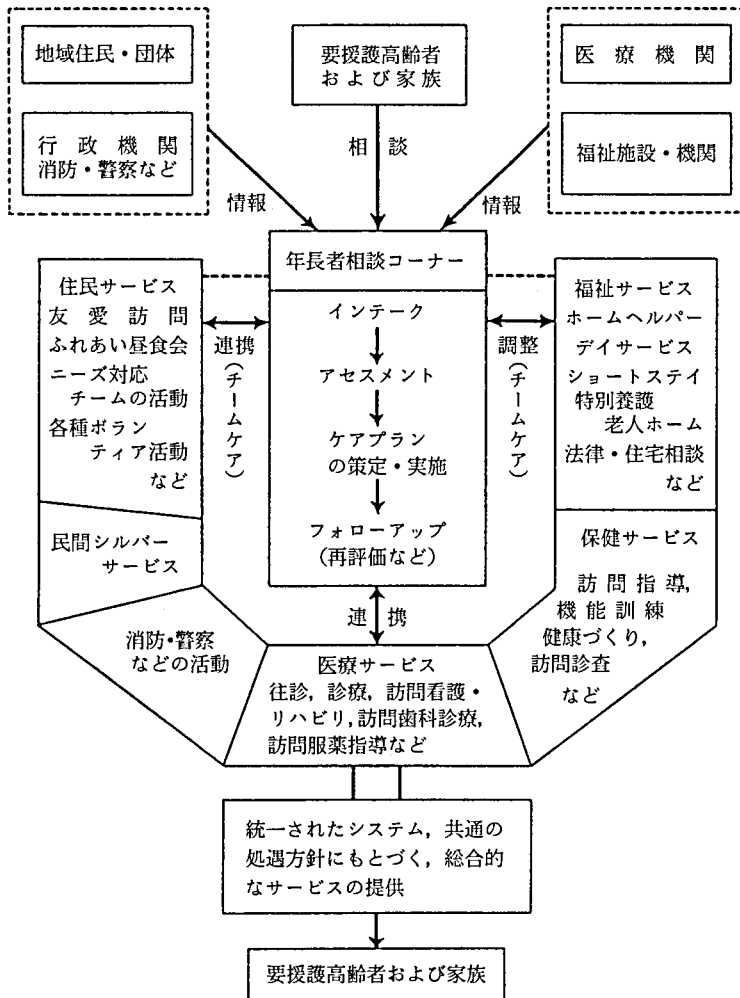 地域住民・団体
行政機関
消防・警察など
要援護高齢者
および家族
医療機関
福祉施設・機関
情報
相談
情報
年長者相談コーナー
インテーク
アセスメント
ケアプラン
の策定・実施
フォローアップ
(再評価など)
住民サービス
友愛訪問
ふれあい昼食会
ニーズ対応
チームの活動
各種ボラン
ティア活動
など
連携
(チームケア)
調整
(チームケア)
福祉サービス
ホームヘルパー
デイサービス
ショートステイ
特別養護
老人ホーム
法律・住宅相談
など
民間シルバー
サービス
消防・警察
などの活動
連携
医療サービス
往診，診療，訪問看護・
リハビリ，訪問歯科診療，
訪問服薬指導など
保健サービス
訪問指導，
機能訓練
健康づくり，
訪問診査
など
統一されたシステム，共通の
処遇方針にもとづく，総合的
なサービスの提供
要援護高齢者および家族